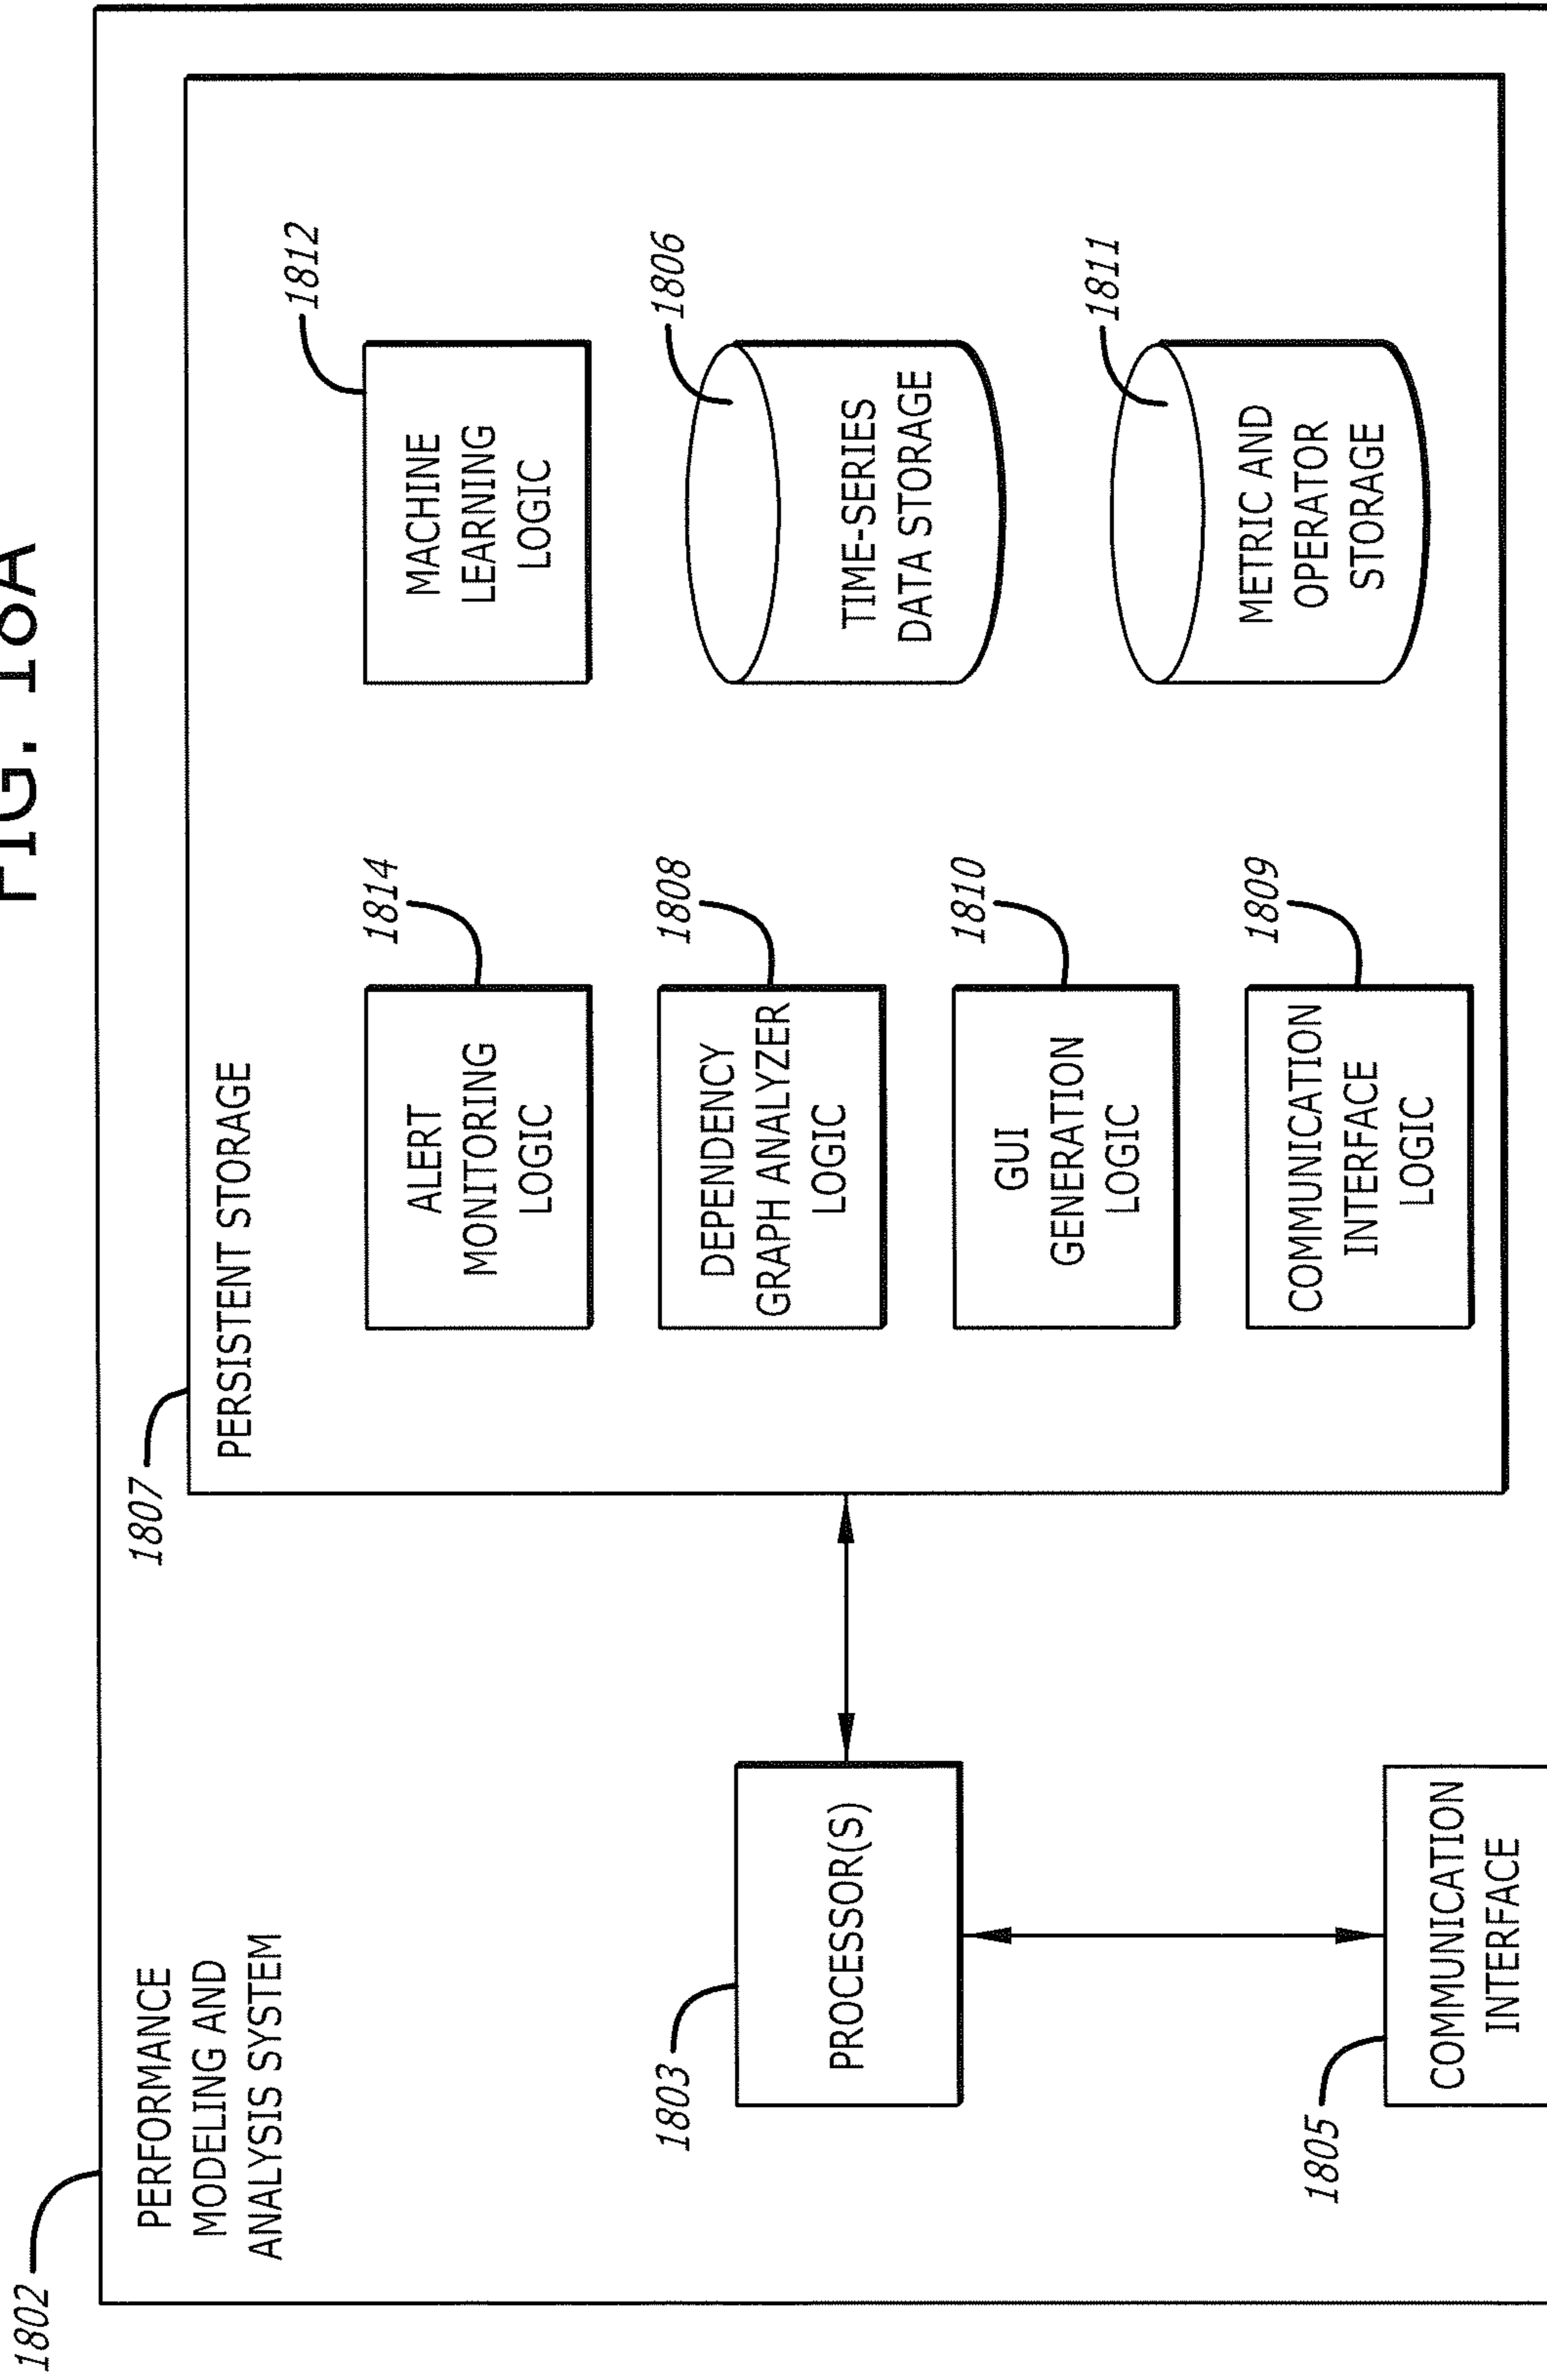 FIG. 18A
1802
PERFORMANCE
MODELING AND
ANALYSIS SYSTEM
1807
PERSISTENT STORAGE
1814
ALERT
MONITORING
LOGIC
1812
MACHINE
LEARNING
LOGIC
1808
DEPENDENCY
GRAPH ANALYZER
LOGIC
1806
TIME-SERIES
DATA STORAGE
1803
PROCESSOR(S)
1810
GUI
GENERATION
LOGIC
1811
METRIC AND
OPERATOR
STORAGE
1809
COMMUNICATION
INTERFACE
LOGIC
1805
COMMUNICATION
INTERFACE